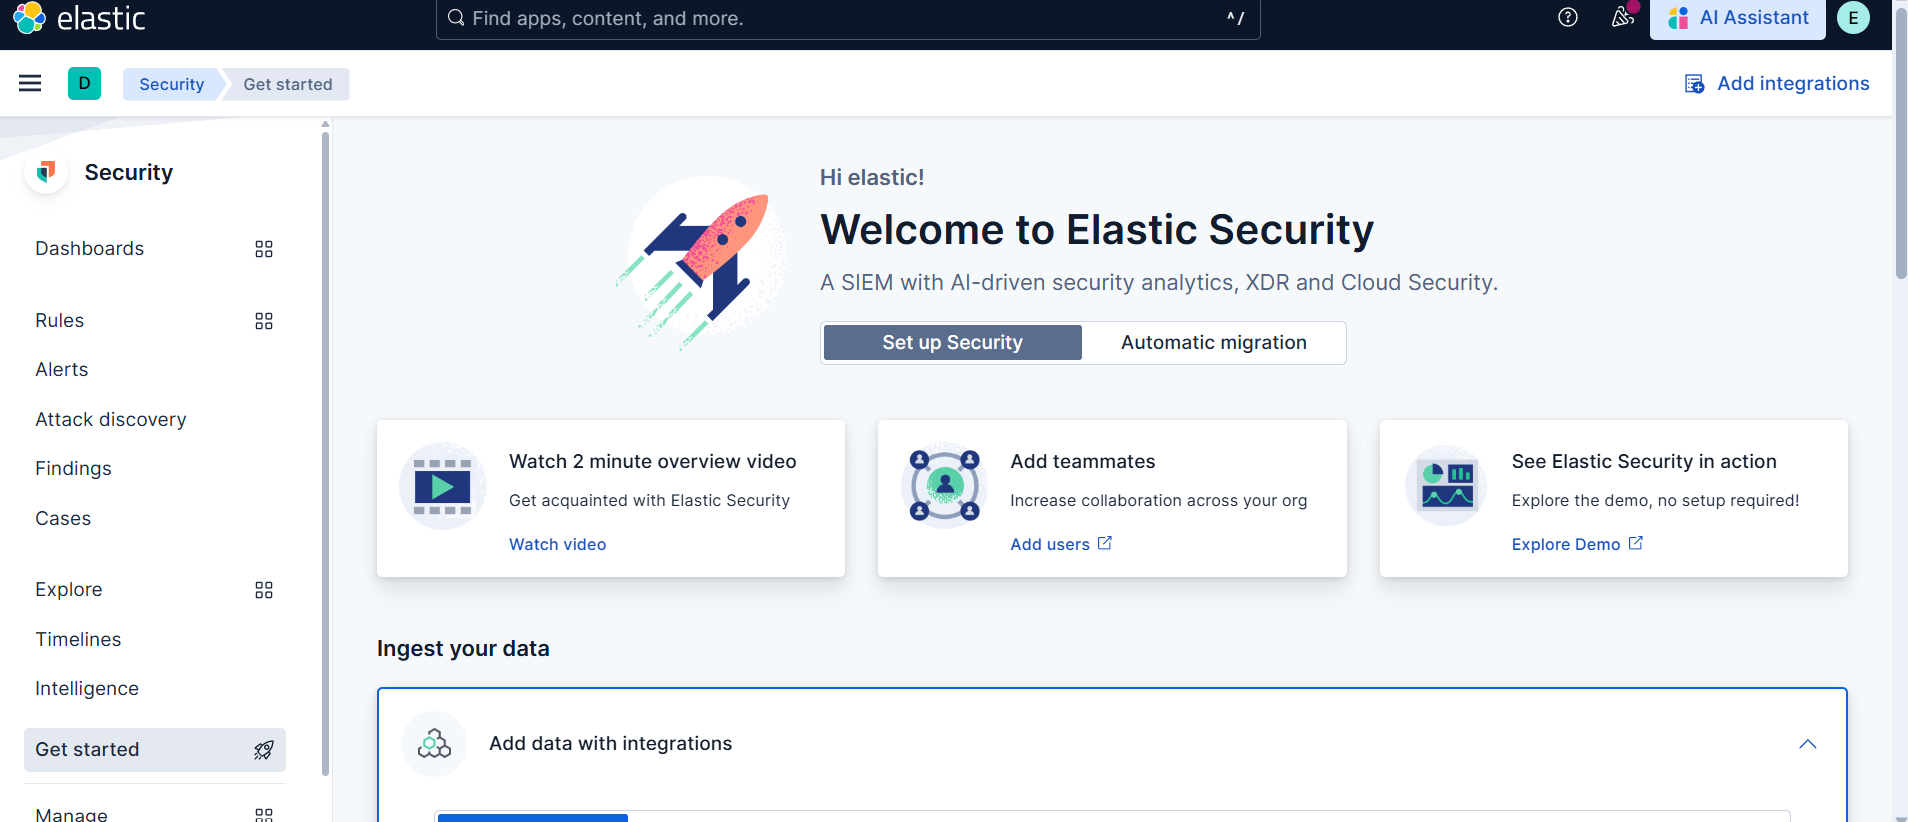 elastic
Find apps, content, and more.
^/
AI Assistant
E
D
Security
Get started
Add integrations
Security
Dashboards
Rules
Alerts
Attack discovery
Findings
Cases
Explore
Timelines
Intelligence
Get started
Manage
Hi elastic!
Welcome to Elastic Security
A SIEM with AI-driven security analytics, XDR and Cloud Security.
Set up Security
Automatic migration
Watch 2 minute overview video
Get acquainted with Elastic Security
Watch video
Add teammates
Increase collaboration across your org
Add users
See Elastic Security in action
Explore the demo, no setup required!
Explore Demo
Ingest your data
Add data with integrations